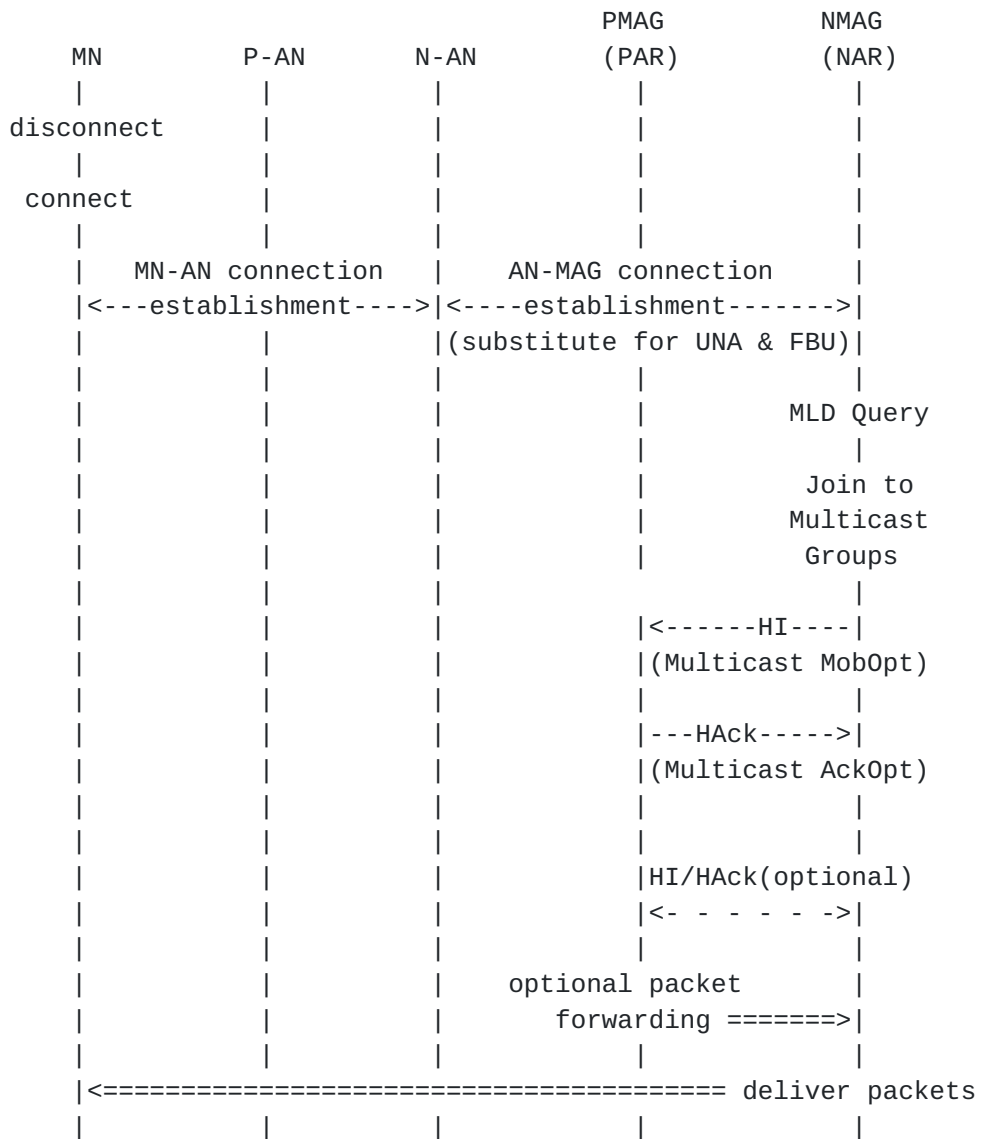 PMAG NMAG
MN P-AN N-AN (PAR) (NAR)
| | | | |
disconnect | | | |
| | | | |
connect | | | |
| | | | |
| MN-AN connection | AN-MAG connection |
|<---establishment---->|<----establishment------->|
| | |(substitute for UNA & FBU)|
| | | | |
| | | | MLD Query
| | | | |
| | | | Join to
| | | | Multicast
| | | | Groups
| | | | |
| | | |<------HI----|
| | | |(Multicast MobOpt)
| | | | |
| | | |---HAck----->|
| | | |(Multicast AckOpt)
| | | | |
| | | | |
| | | |HI/HAck(optional)
| | | |<- - - - - ->|
| | | | |
| | | optional packet |
| | | forwarding =======>|
| | | | |
|<======================================== deliver packets
| | | | |